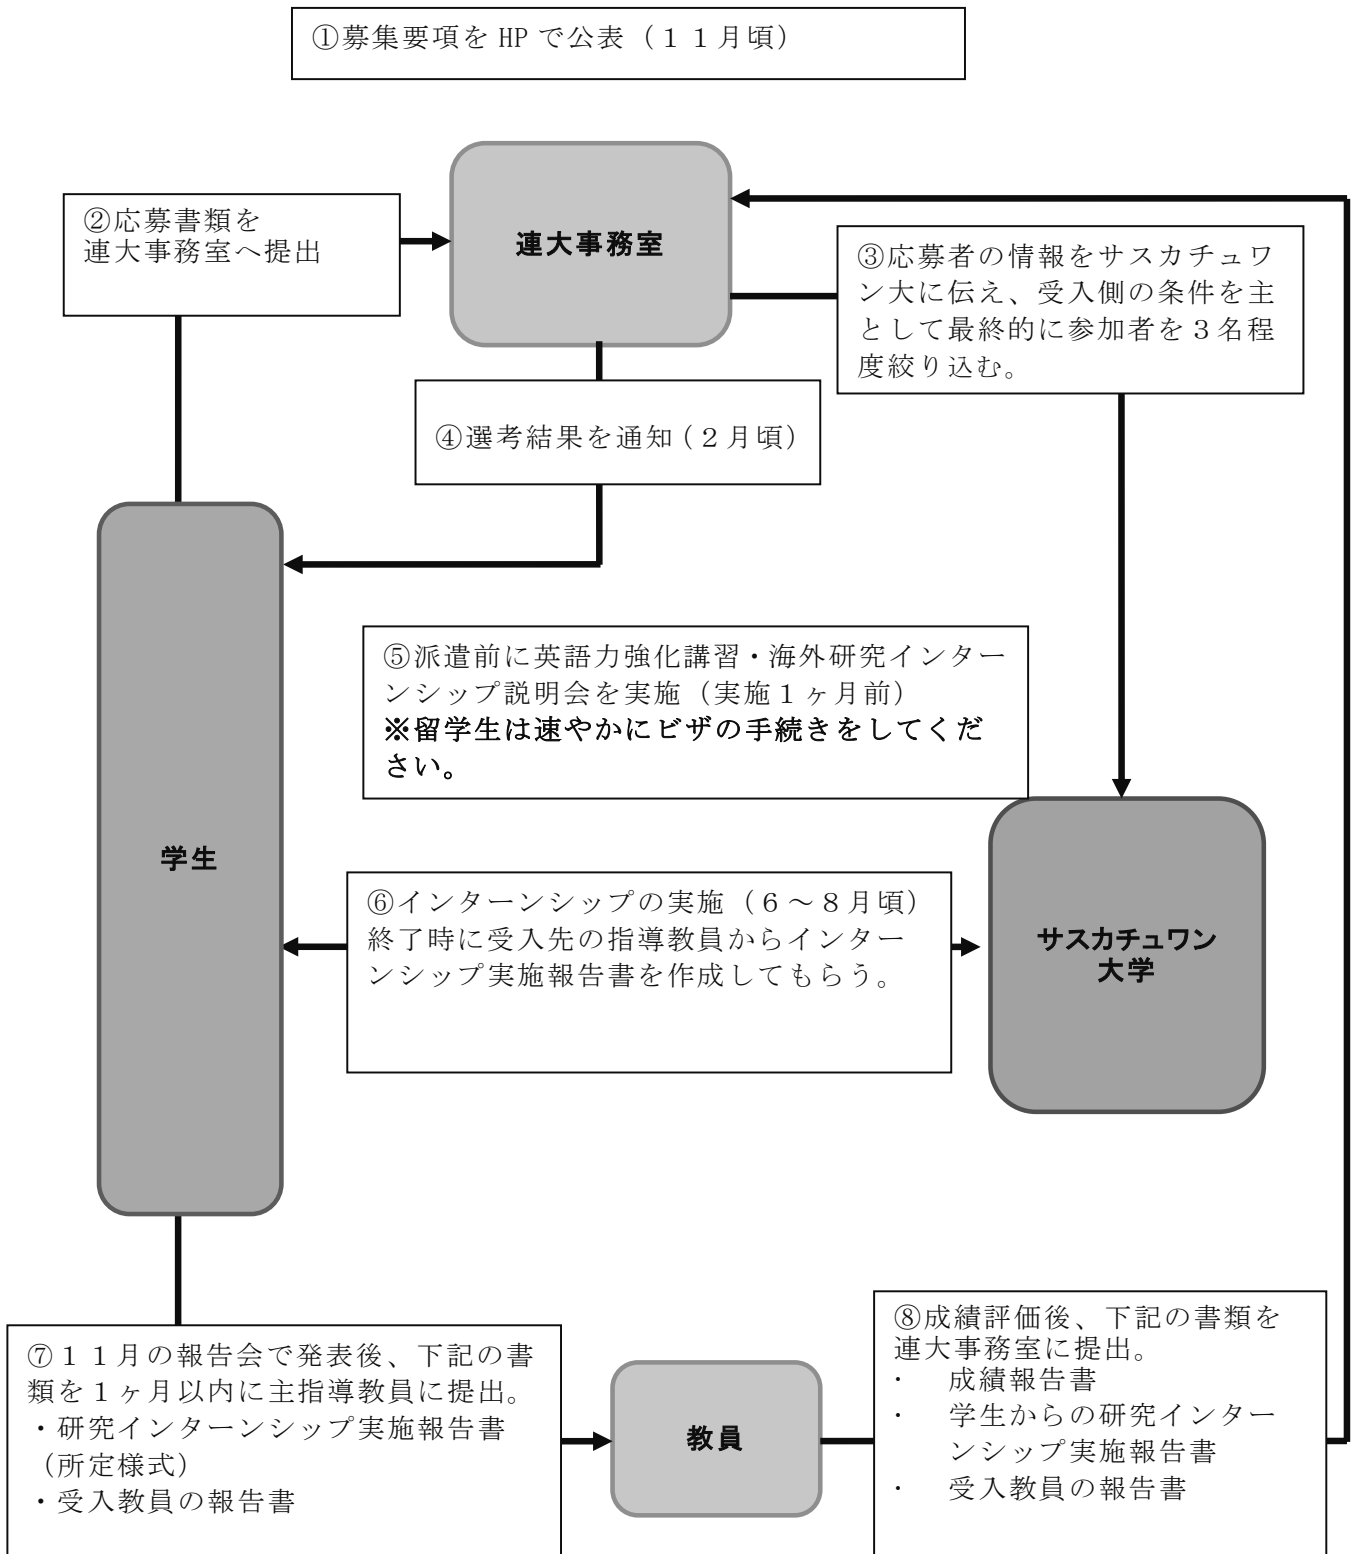 ①募集要項を HP で公表（１１月頃）
②応募書類を
連大事務室へ提出
連大事務室
③応募者の情報をサスカチュワ
ン大に伝え、受入側の条件を主
として最終的に参加者を３名程
度絞り込む。
④選考結果を通知（２月頃）
⑤派遣前に英語力強化講習・海外研究インター
ンシップ説明会を実施（実施１ヶ月前）
※留学生は速やかにビザの手続きをしてくだ
さい。
学生
⑥インターンシップの実施（６～８月頃）
終了時に受入先の指導教員からインター
ンシップ実施報告書を作成してもらう。
サスカチュワン
大学
⑦１１月の報告会で発表後、下記の書
類を１ヶ月以内に主指導教員に提出。
・研究インターンシップ実施報告書
（所定様式）
・受入教員の報告書
教員
⑧成績評価後、下記の書類を
連大事務室に提出。
・ 成績報告書
・ 学生からの研究インター
ンシップ実施報告書
・ 受入教員の報告書